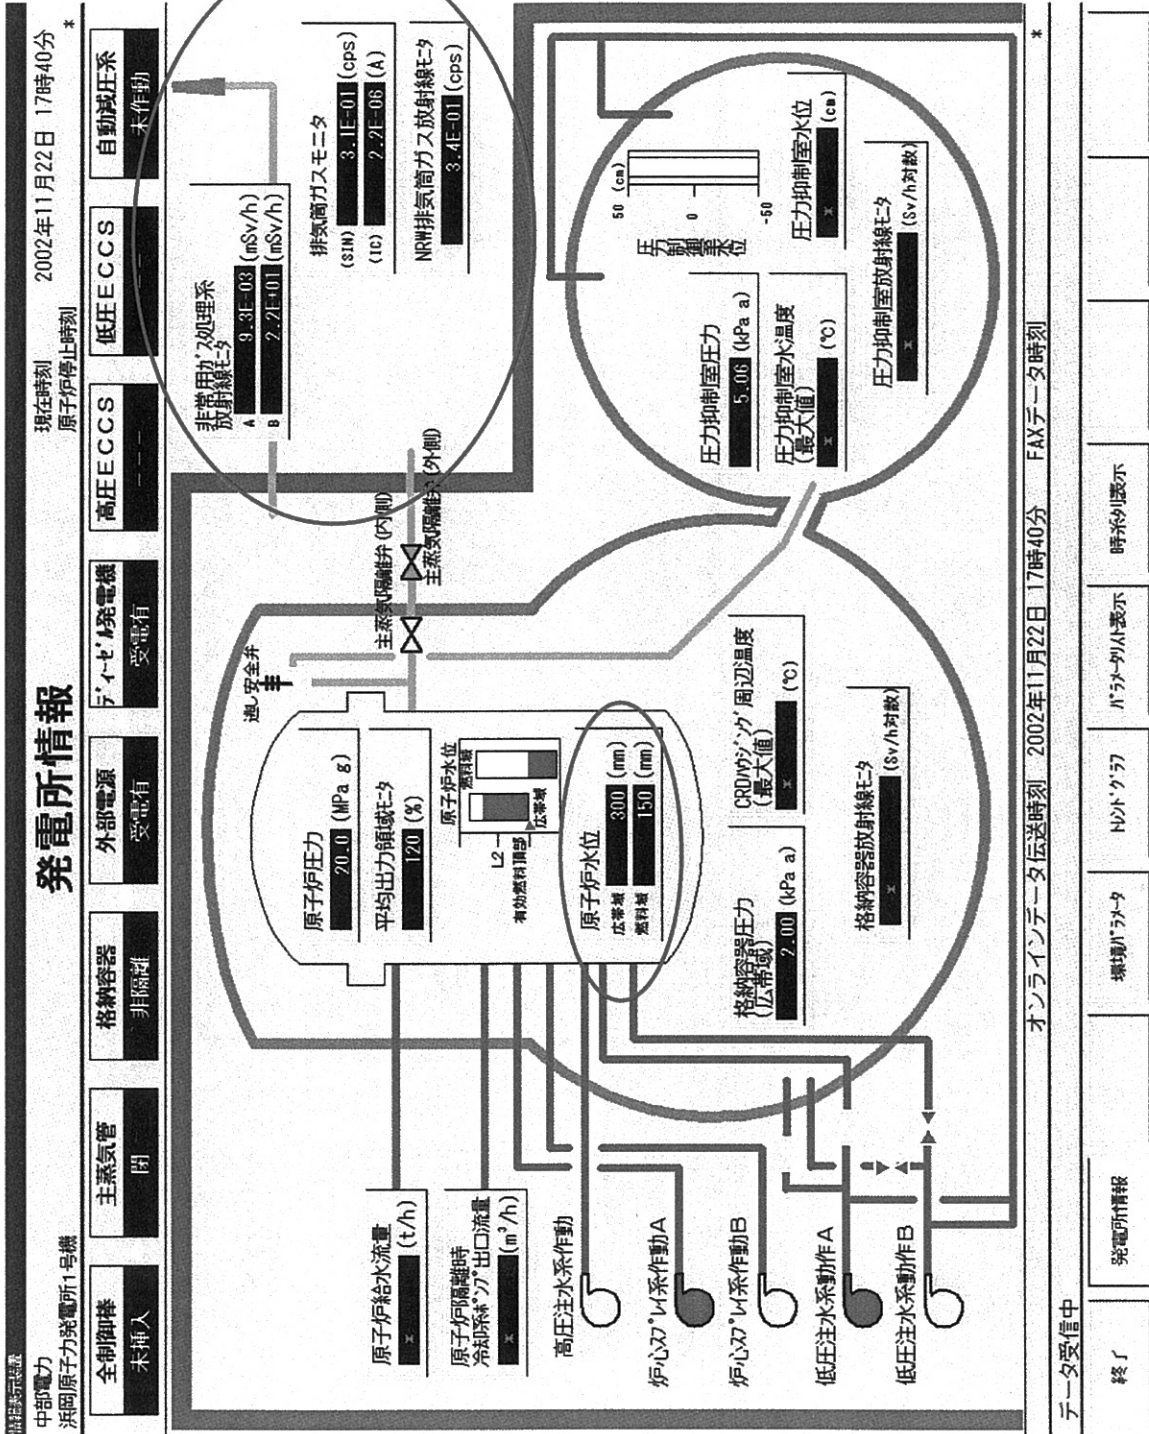 発電所情報
中部電力
浜岡原子力発電所1号機
現在時刻 2002年11月22日 17時40分
原子炉停止時刻 *
全制御棒 主蒸気管 格納容器 外部電源 ディーゼル発電機 高圧ECCS 低圧ECCS 自動減圧系
未挿入 閉 非隔離 受電有 受電有 --- --- 未作動
非常用ガス処理系
放射線モニタ
A 9.3E-03 (mSv/h)
B 2.2E+01 (mSv/h)
排気筒ガスモニタ
(SIN) 3.1E-01 (cps)
(IC) 2.2E-06 (A)
NRW排気筒ガス放射線モニタ
3.4E-01 (cps)
逃し安全弁
主蒸気隔離弁(内側)
主蒸気隔離弁(外側)
原子炉圧力
20.0 (MPa g)
平均出力領域モニタ
120 (%)
原子炉水位
燃料域
L2
有効燃料頂部
広帯域
原子炉水位
広帯域 300 (mm)
燃料域 150 (mm)
格納容器圧力
(広帯域)
2.00 (kPa a)
CRDハウジング周辺温度
(最大値)
* (℃)
格納容器放射線モニタ
* (Sv/h対数)
圧力抑制室圧力
5.06 (kPa a)
圧力抑制室水温度
(最大値)
* (℃)
圧力制御室水位
50 (cm)
0
-50
圧力抑制室水位
* (cm)
圧力抑制室放射線モニタ
* (Sv/h対数)
原子炉給水流量
* (t/h)
原子炉隔離時
冷却系ポンプ出口流量
* (m³/h)
高圧注水系作動
炉心スプレイ系作動A
炉心スプレイ系作動B
低圧注水系動作A
低圧注水系動作B
オンラインデータ伝送時刻 2002年11月22日 17時40分 FAXデータ時刻 *
データ受信中
終了 発電所情報 環境パラメータ トレンドグラフ パラメータリスト表示 時系列表示